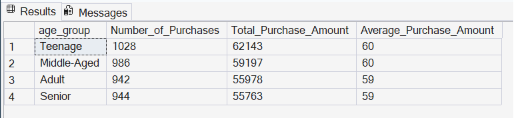 Results Messages
age_group Number_of_Purchases Total_Purchase_Amount Average_Purchase_Amount
1 Teenage 1028 62143 60
2 Middle-Aged 986 59197 60
3 Adult 942 55978 59
4 Senior 944 55763 59